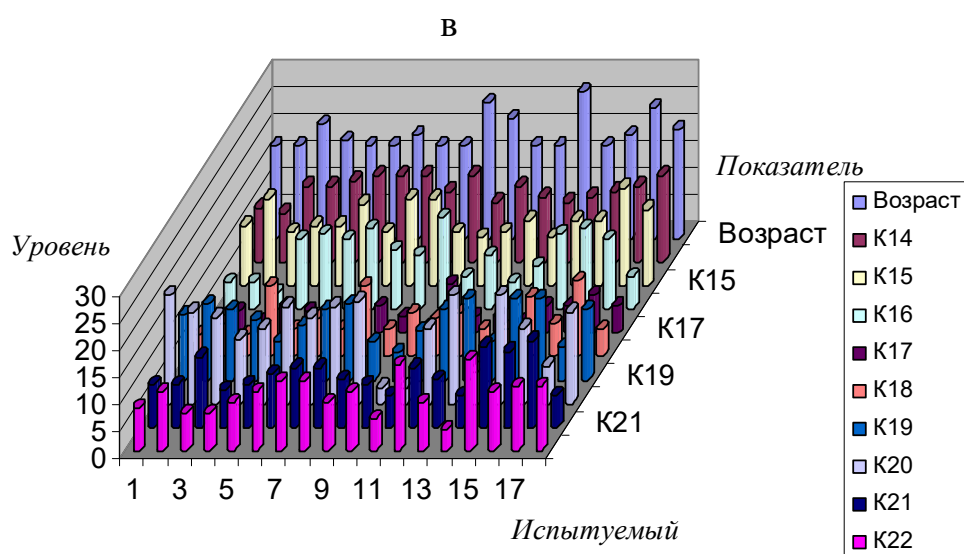 в
Показатель
Возраст
К15
К17
К19
К21
Уровень
30
25
20
15
10
5
0
1 3 5 7 9 11 13 15 17
Испытуемый
Возраст
К14
К15
К16
К17
К18
К19
К20
К21
К22